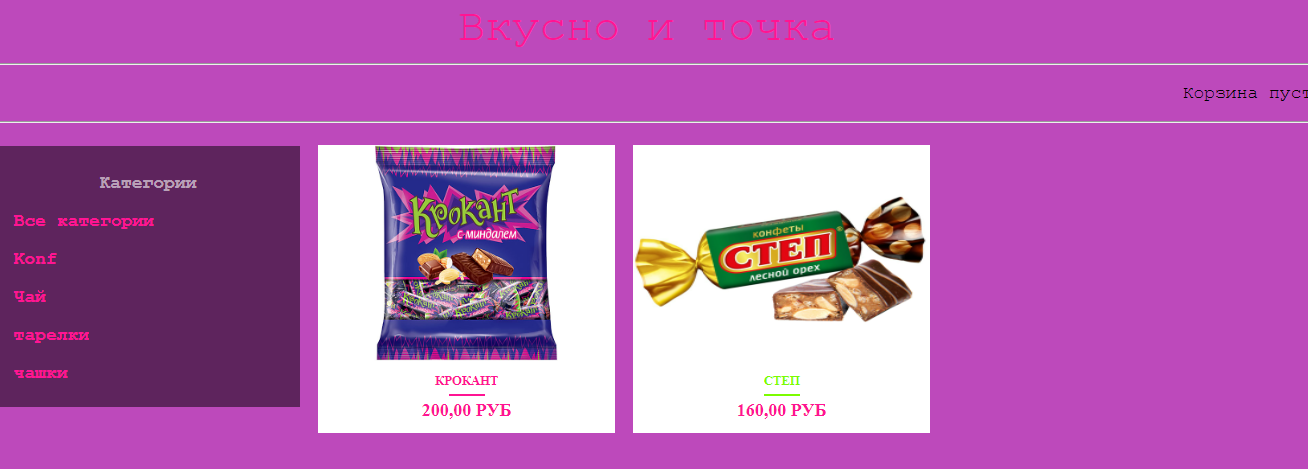 Вкусно и точка
Корзина пуст
Категории
Все категории
Konf
Чай
тарелки
чашки
Крокант
с миндалем
КРОКАНТ
200,00 РУБ
конфеты
СТЕП
лесной орех
СТЕП
160,00 РУБ